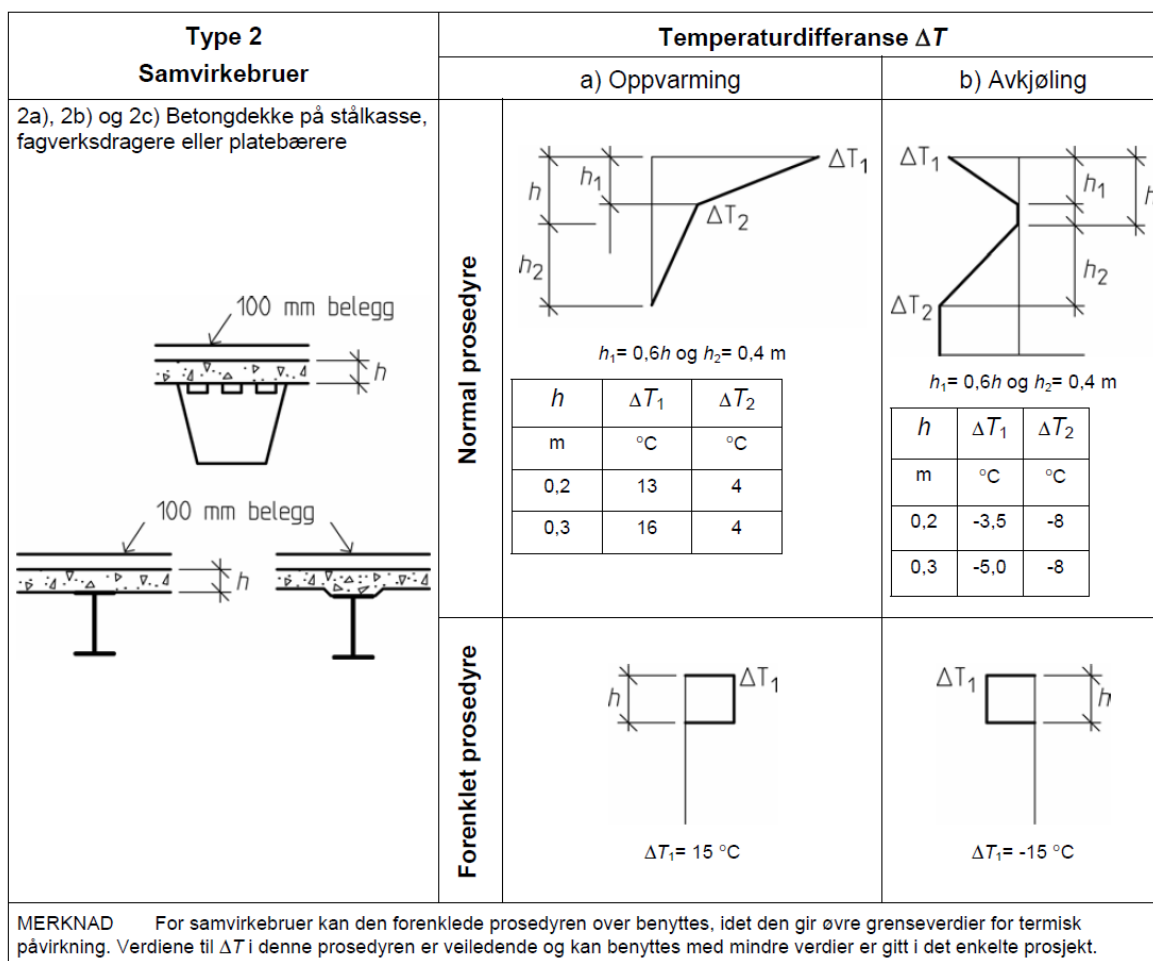 Type 2
Samvirkebruer
Temperaturdifferanse ΔT
a) Oppvarming
b) Avkjøling
2a), 2b) og 2c) Betongdekke på stålkasse,
fagverksdragere eller platebærere
100 mm belegg
h
100 mm belegg
h
Normal prosedyre
h
h₁
h₂
ΔT₁
ΔT₂
h₁= 0,6h og h₂= 0,4 m
h ΔT₁ ΔT₂
m °C °C
0,2 13 4
0,3 16 4
ΔT₁
h₁
h₂
ΔT₂
h₁= 0,6h og h₂= 0,4 m
h ΔT₁ ΔT₂
m °C °C
0,2 -3,5 -8
0,3 -5,0 -8
Forenklet prosedyre
h
ΔT₁
ΔT₁= 15 °C
ΔT₁
h
ΔT₁= -15 °C
MERKNAD For samvirkebruer kan den forenklede prosedyren over benyttes, idet den gir øvre grenseverdier for termisk
påvirkning. Verdiene til ΔT i denne prosedyren er veiledende og kan benyttes med mindre verdier er gitt i det enkelte prosjekt.